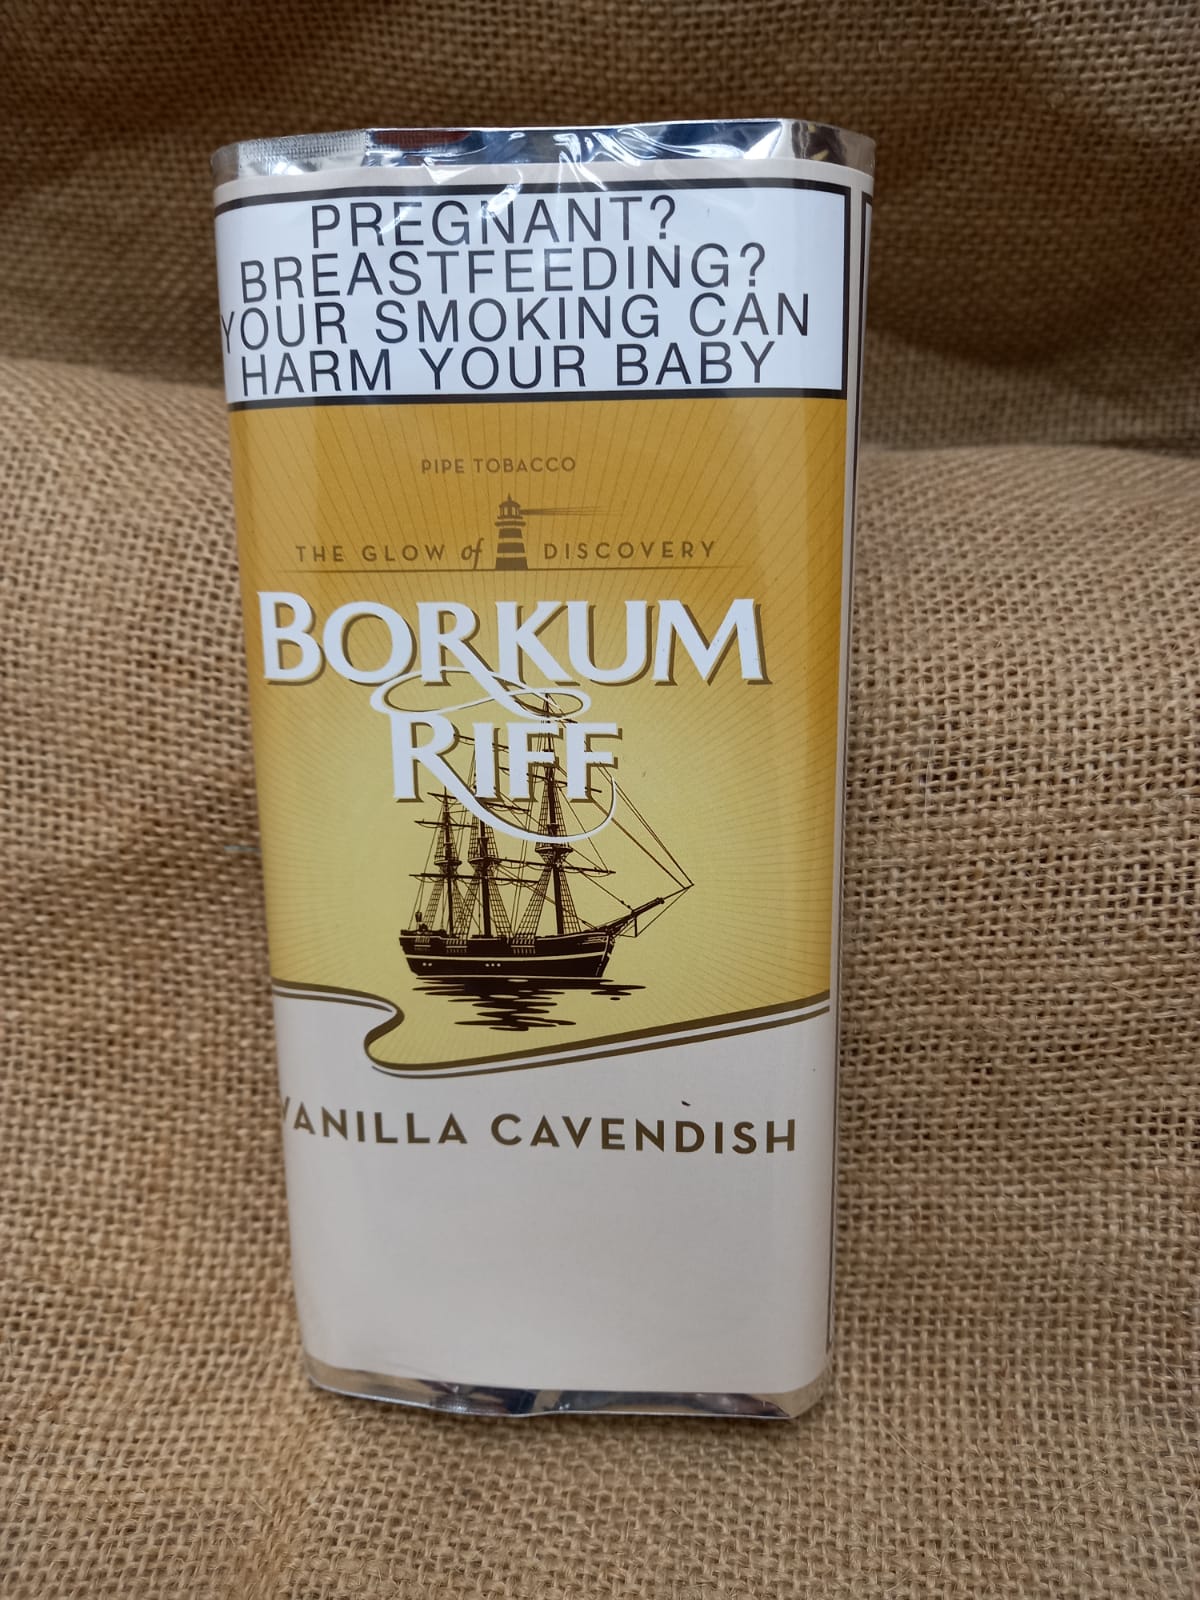 PREGNANT?
BREASTFEEDING?
YOUR SMOKING CAN
HARM YOUR BABY
PIPE TOBACCO
THE GLOW of DISCOVERY
BORKUM
RIFF
VANILLA CAVENDISH